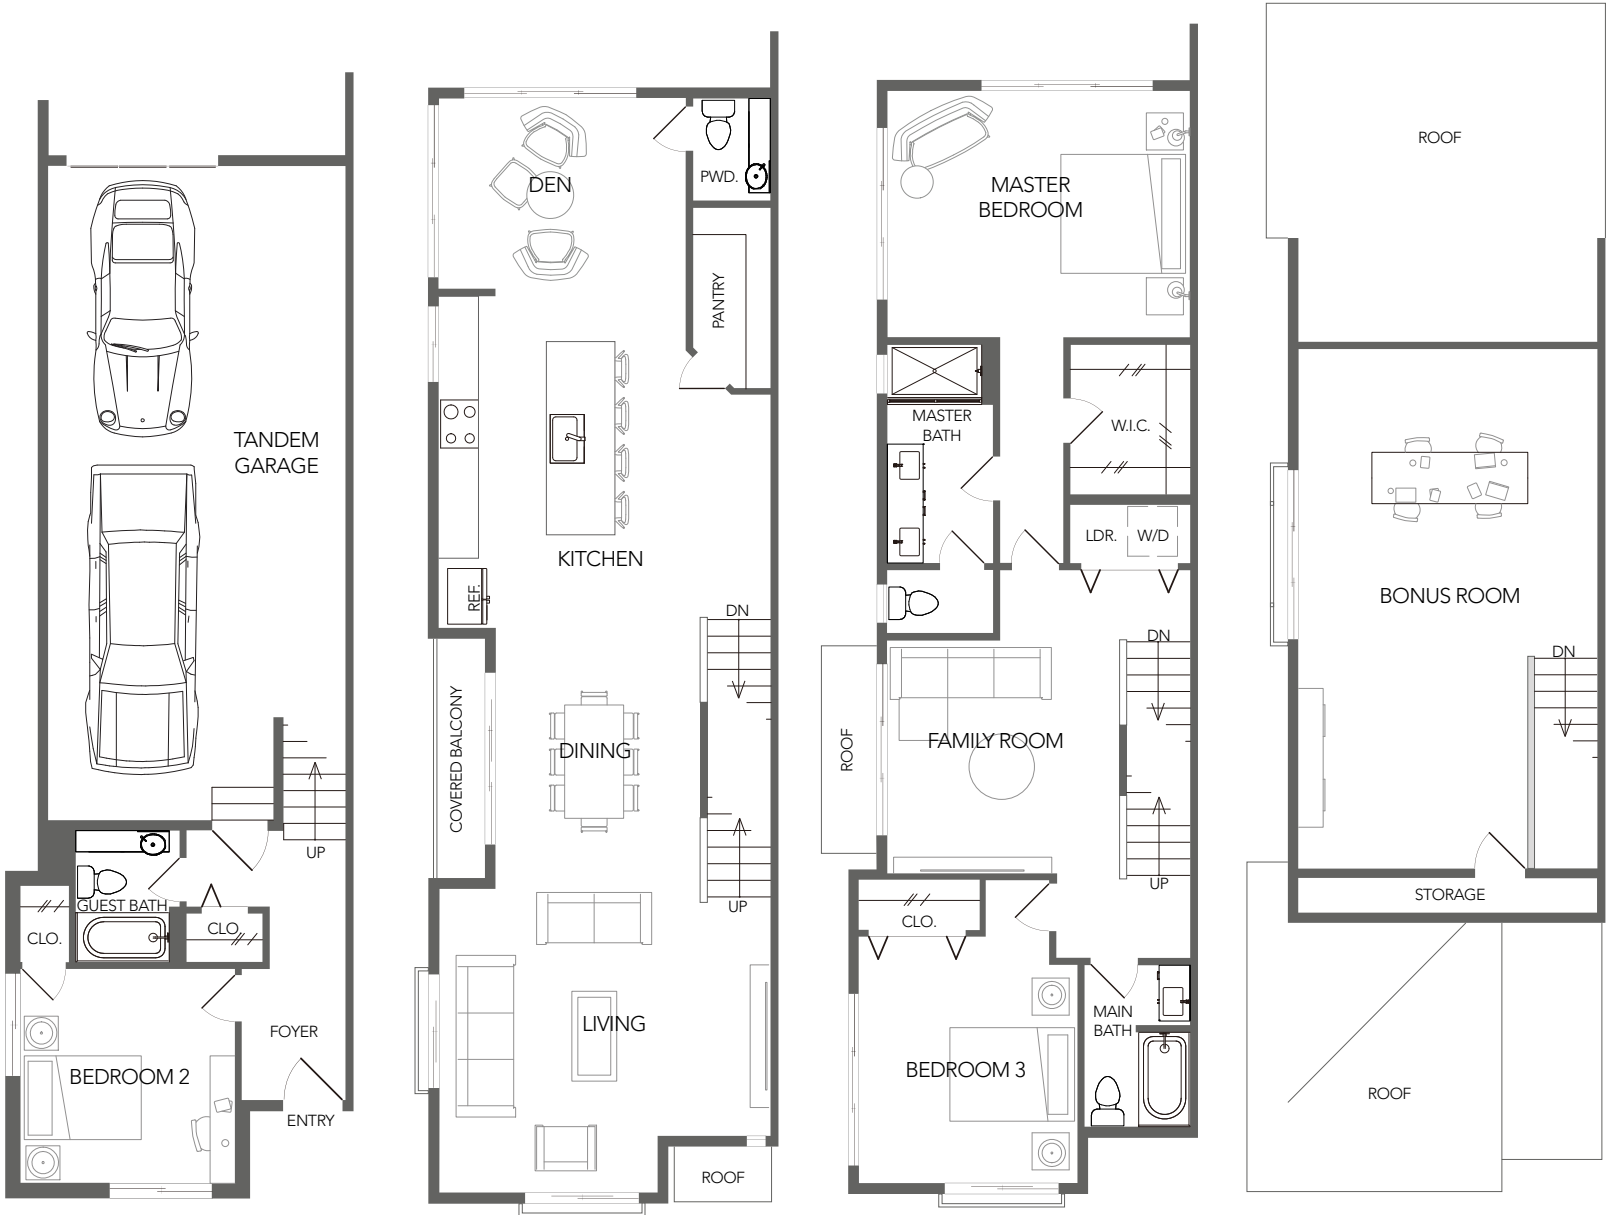 TANDEM
GARAGE
UP
GUEST BATH
CLO.
CLO.
FOYER
BEDROOM 2
ENTRY
DEN
PWD.
PANTRY
KITCHEN
REF.
DN
COVERED BALCONY
DINING
UP
LIVING
ROOF
MASTER
BEDROOM
MASTER
BATH
W.I.C.
LDR.
W/D
DN
ROOF
FAMILY ROOM
UP
CLO.
MAIN
BATH
BEDROOM 3
ROOF
BONUS ROOM
DN
STORAGE
ROOF